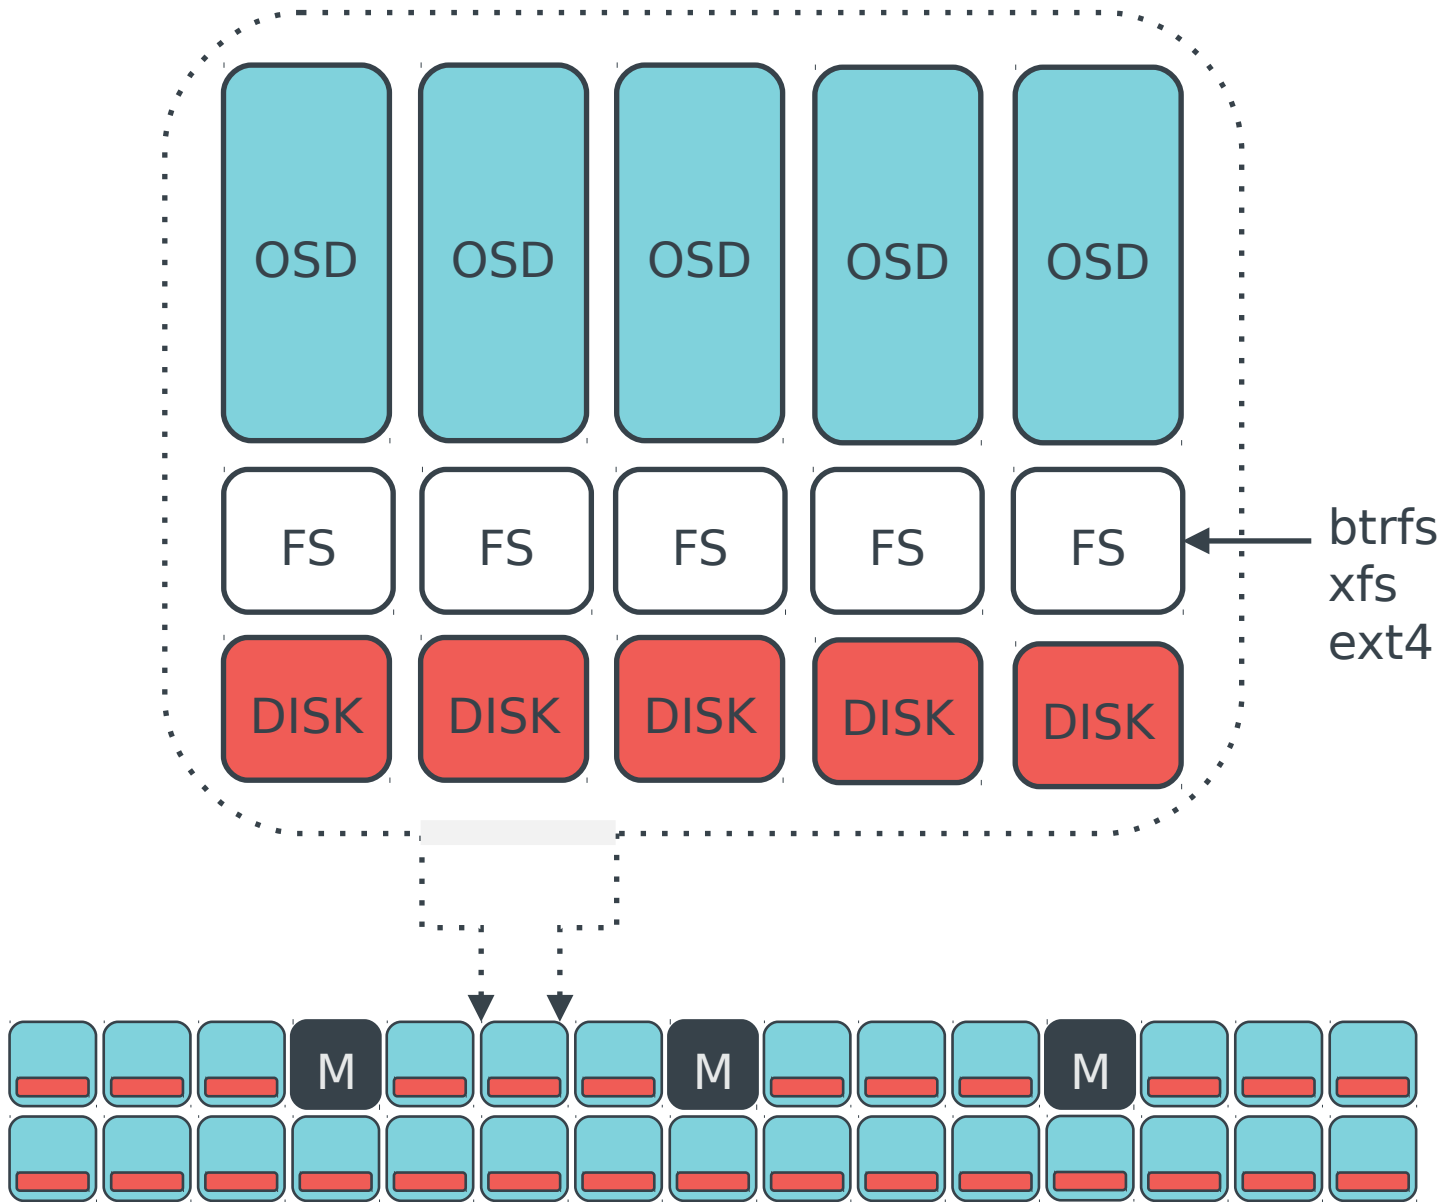 OSD OSD OSD OSD OSD
FS FS FS FS FS
btrfs
xfs
ext4
DISK DISK DISK DISK DISK
M M M